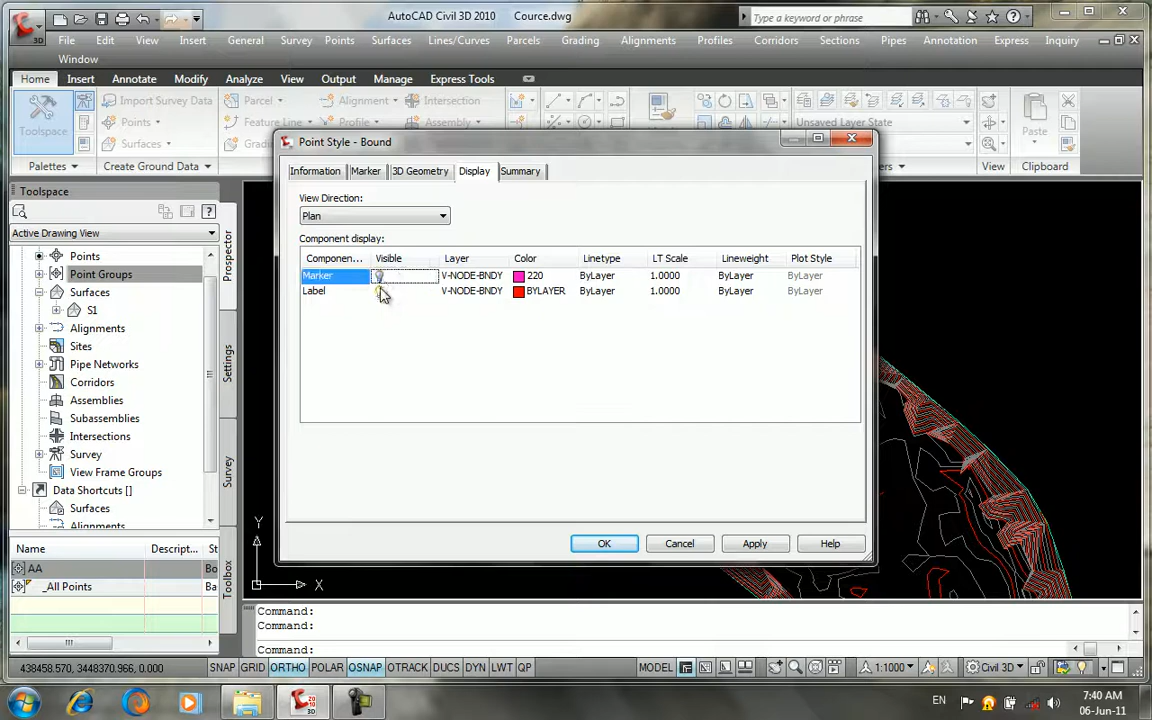 AutoCAD Civil 3D 2010 Cource.dwg
Type a keyword or phrase
3D
File Edit View Insert General Survey Points Surfaces Lines/Curves Parcels Grading Alignments Profiles Corridors Sections Pipes Annotation Express Inquiry
Window
Home Insert Annotate Modify Analyze View Output Manage Express Tools
Toolspace
Import Survey Data
Points
Surfaces
Parcel
Feature Line
Alignment
Intersection
Assembly
Unsaved Layer State
Paste
Palettes
Create Ground Data
View
Clipboard
Toolspace
Active Drawing View
Points
Point Groups
Surfaces
S1
Alignments
Sites
Pipe Networks
Corridors
Assemblies
Subassemblies
Intersections
Survey
View Frame Groups
Data Shortcuts []
Surfaces
Alignments
Prospector
Settings
Survey
Toolbox
Name Descript... St
AA Bo
_All Points Ba
Point Style - Bound
Information Marker 3D Geometry Display Summary
View Direction:
Plan
Component display:
Componen... Visible Layer Color Linetype LT Scale Lineweight Plot Style
Marker V-NODE-BNDY 220 ByLayer 1.0000 ByLayer ByLayer
Label V-NODE-BNDY BYLAYER ByLayer 1.0000 ByLayer ByLayer
OK Cancel Apply Help
Y
X
Command:
Command:
Command:
438458.570, 3448370.966, 0.000 SNAP GRID ORTHO POLAR OSNAP OTRACK DUCS DYN LWT QP MODEL 1:1000 Civil 3D
EN
7:40 AM
06-Jun-11